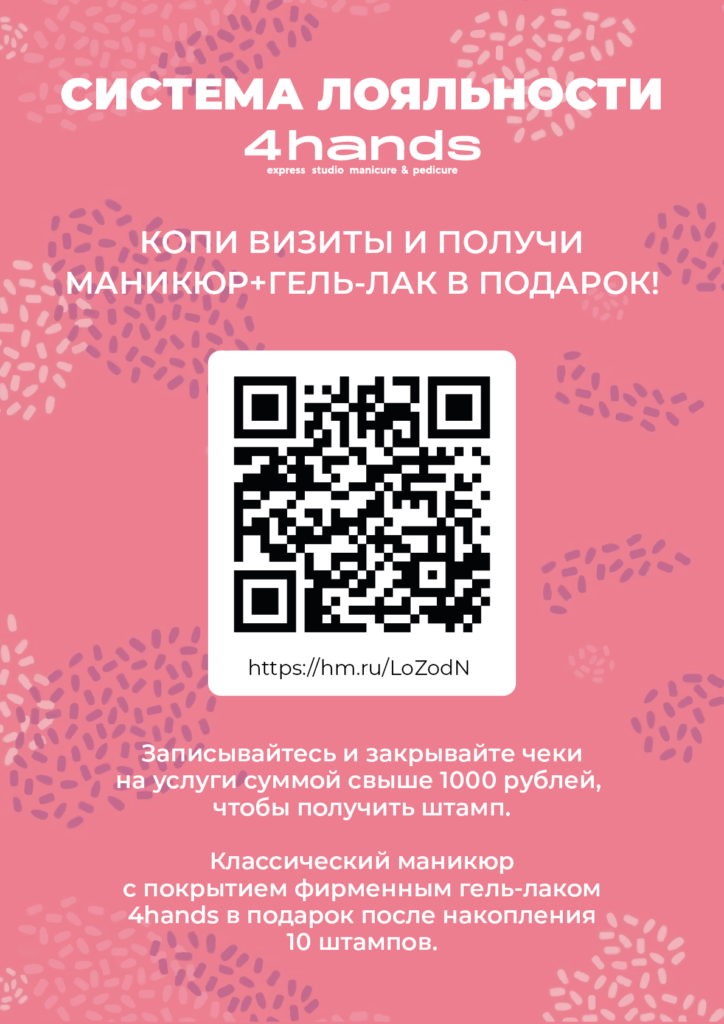 СИСТЕМА ЛОЯЛЬНОСТИ
4hands
express studio manicure & pedicure
КОПИ ВИЗИТЫ И ПОЛУЧИ
МАНИКЮР+ГЕЛЬ-ЛАК В ПОДАРОК!
https://hm.ru/LoZodN
Записывайтесь и закрывайте чеки
на услуги суммой свыше 1000 рублей,
чтобы получить штамп.
Классический маникюр
с покрытием фирменным гель-лаком
4hands в подарок после накопления
10 штампов.